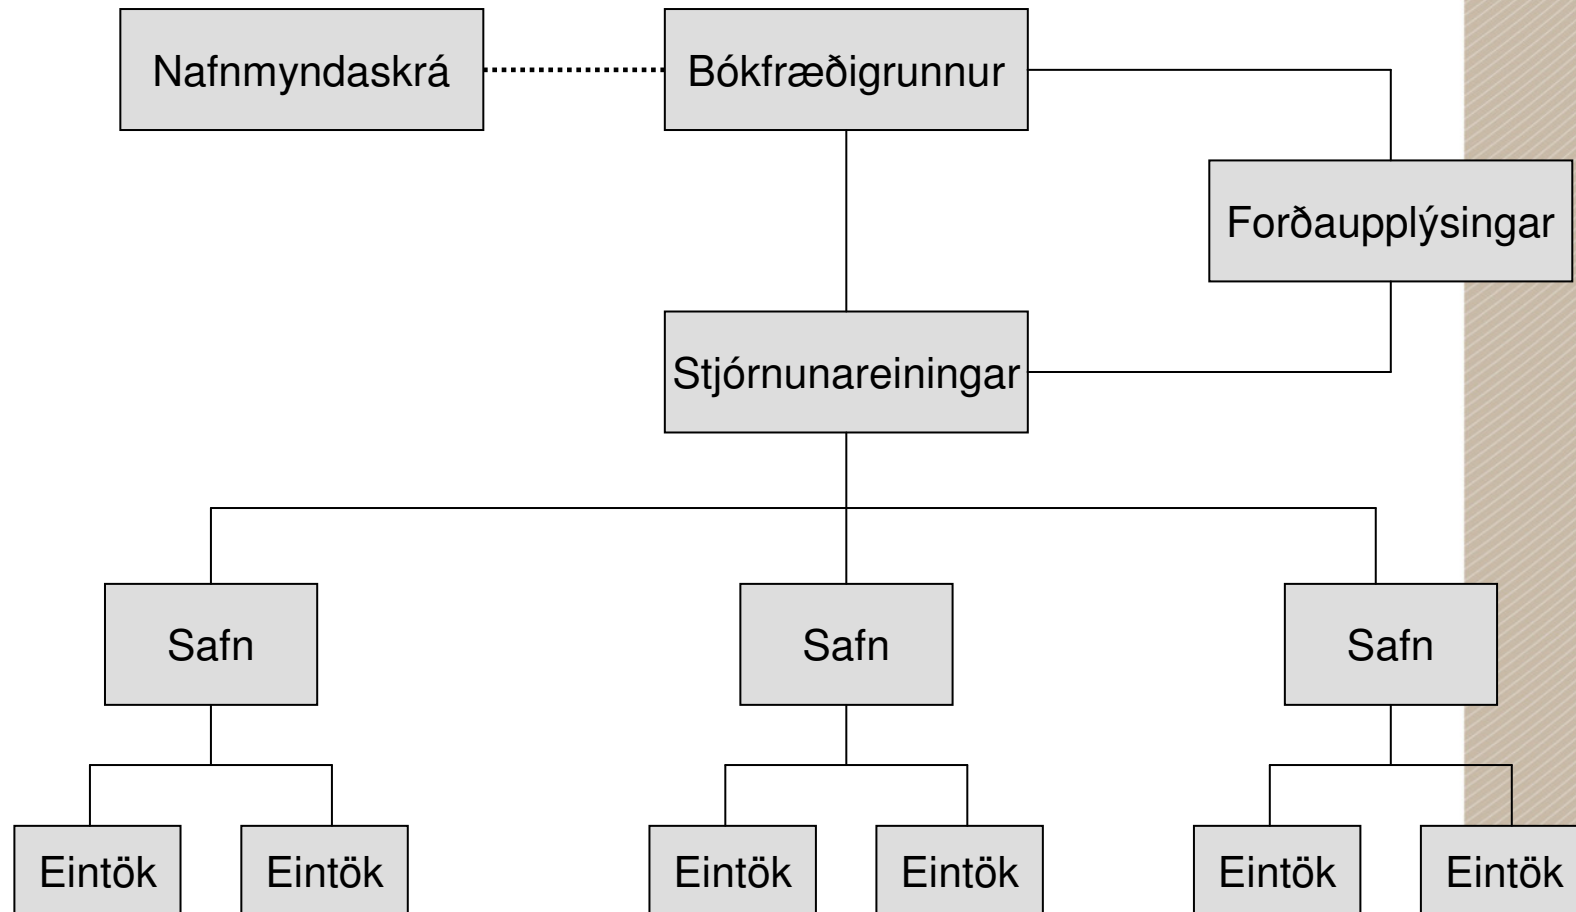 Nafnmyndaskrá
Bókfræðigrunnur
Forðaupplýsingar
Stjórnunareiningar
Safn
Safn
Safn
Eintök
Eintök
Eintök
Eintök
Eintök
Eintök